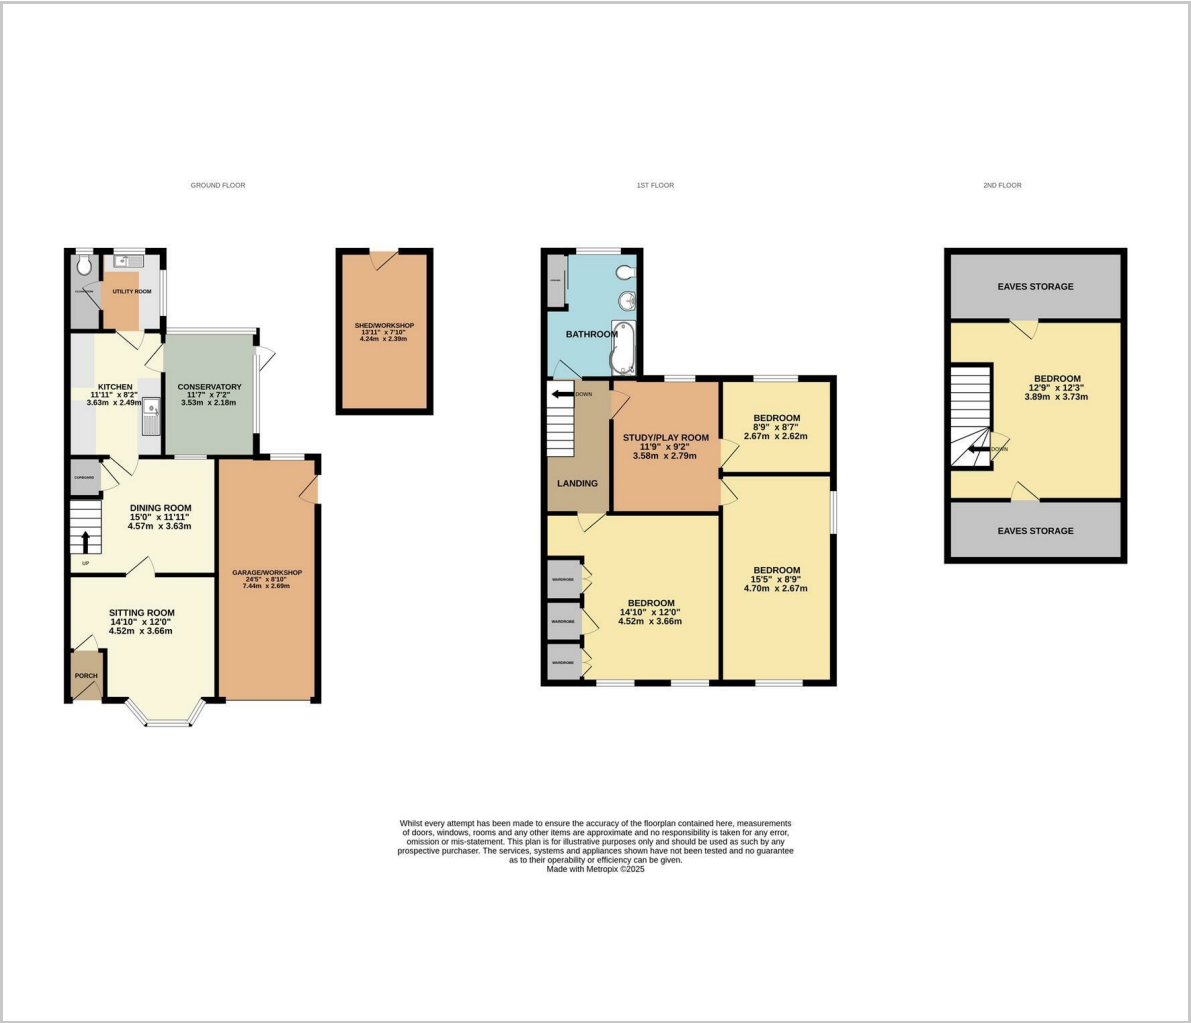 GROUND FLOOR
1ST FLOOR
2ND FLOOR
UTILITY ROOM
KITCHEN
11'11" x 8'2"
3.63m x 2.49m
CONSERVATORY
11'7" x 7'2"
3.53m x 2.18m
CUPBOARD
DINING ROOM
15'0" x 11'11"
4.57m x 3.63m
UP
SITTING ROOM
14'10" x 12'0"
4.52m x 3.66m
PORCH
GARAGE/WORKSHOP
24'5" x 8'10"
7.44m x 2.69m
SHED/WORKSHOP
13'11" x 7'10"
4.24m x 2.39m
BATHROOM
DOWN
STUDY/PLAY ROOM
11'9" x 9'2"
3.58m x 2.79m
BEDROOM
8'9" x 8'7"
2.67m x 2.62m
LANDING
WARDROBE
WARDROBE
WARDROBE
BEDROOM
14'10" x 12'0"
4.52m x 3.66m
BEDROOM
15'5" x 8'9"
4.70m x 2.67m
EAVES STORAGE
BEDROOM
12'9" x 12'3"
3.89m x 3.73m
DOWN
EAVES STORAGE
Whilst every attempt has been made to ensure the accuracy of the floorplan contained here, measurements
of doors, windows, rooms and any other items are approximate and no responsibility is taken for any error,
omission or mis-statement. This plan is for illustrative purposes only and should be used as such by any
prospective purchaser. The services, systems and appliances shown have not been tested and no guarantee
as to their operability or efficiency can be given.
Made with Metropix ©2025